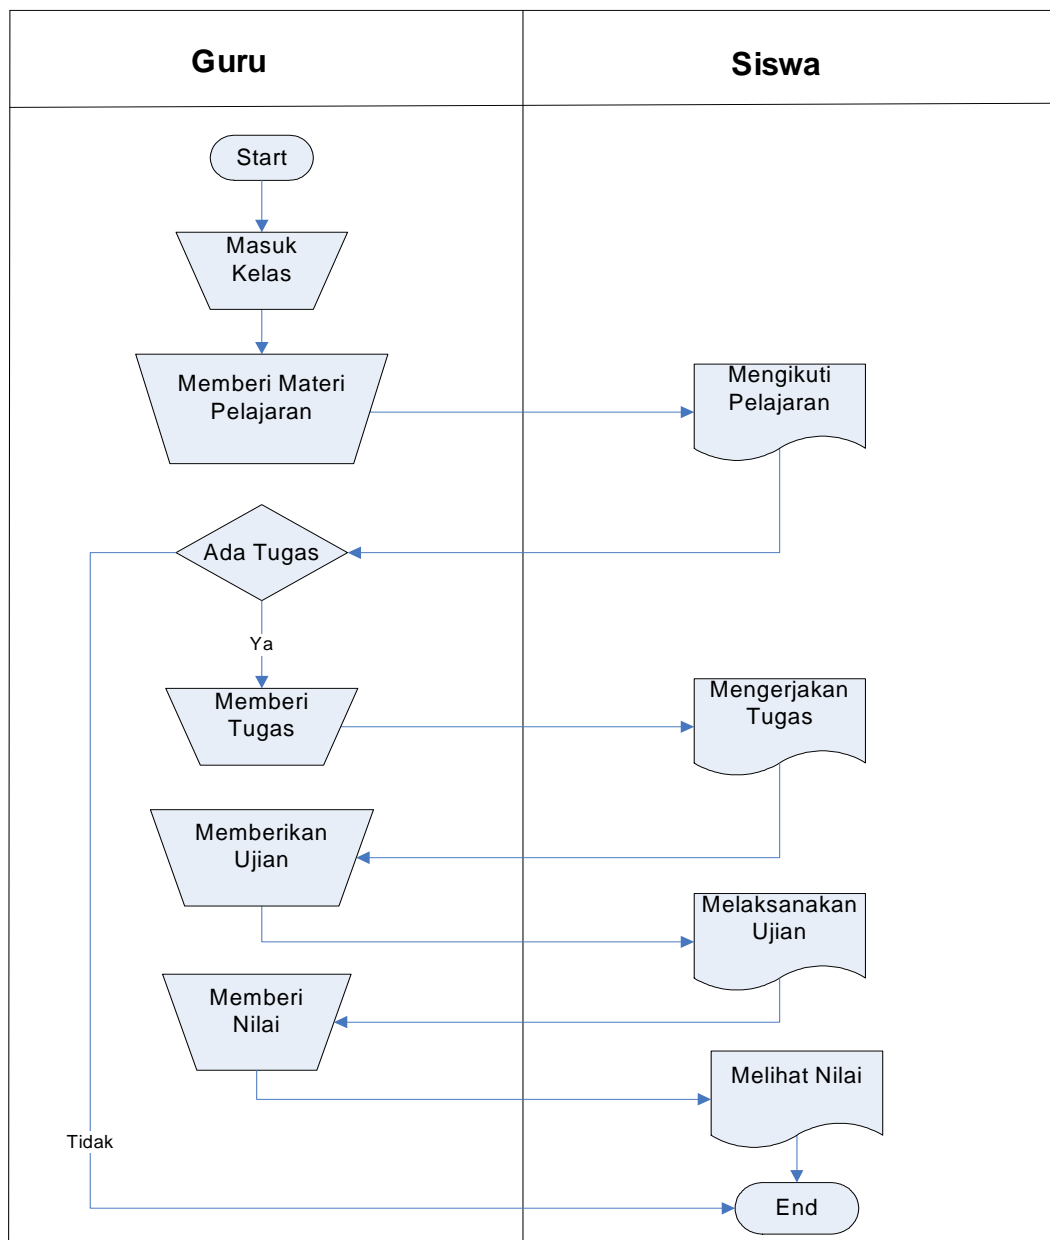 Guru
Siswa
Start
Masuk
Kelas
Memberi Materi
Pelajaran
Mengikuti
Pelajaran
Ada Tugas
Ya
Memberi
Tugas
Mengerjakan
Tugas
Memberikan
Ujian
Melaksanakan
Ujian
Memberi
Nilai
Melihat Nilai
Tidak
End